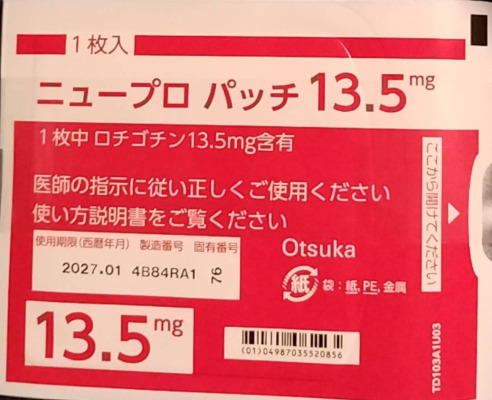 1枚入
ニュープロ パッチ 13.5mg
1枚中 ロチゴチン13.5mg含有
医師の指示に従い正しくご使用ください
使い方説明書をご覧ください
ここから開けてください
使用期限(西暦年月) 製造番号 固有番号
2027.01 4B84RA1 76
Otsuka
紙 袋：紙, PE, 金属
13.5mg
(01)04987035520856
TD103A1U03